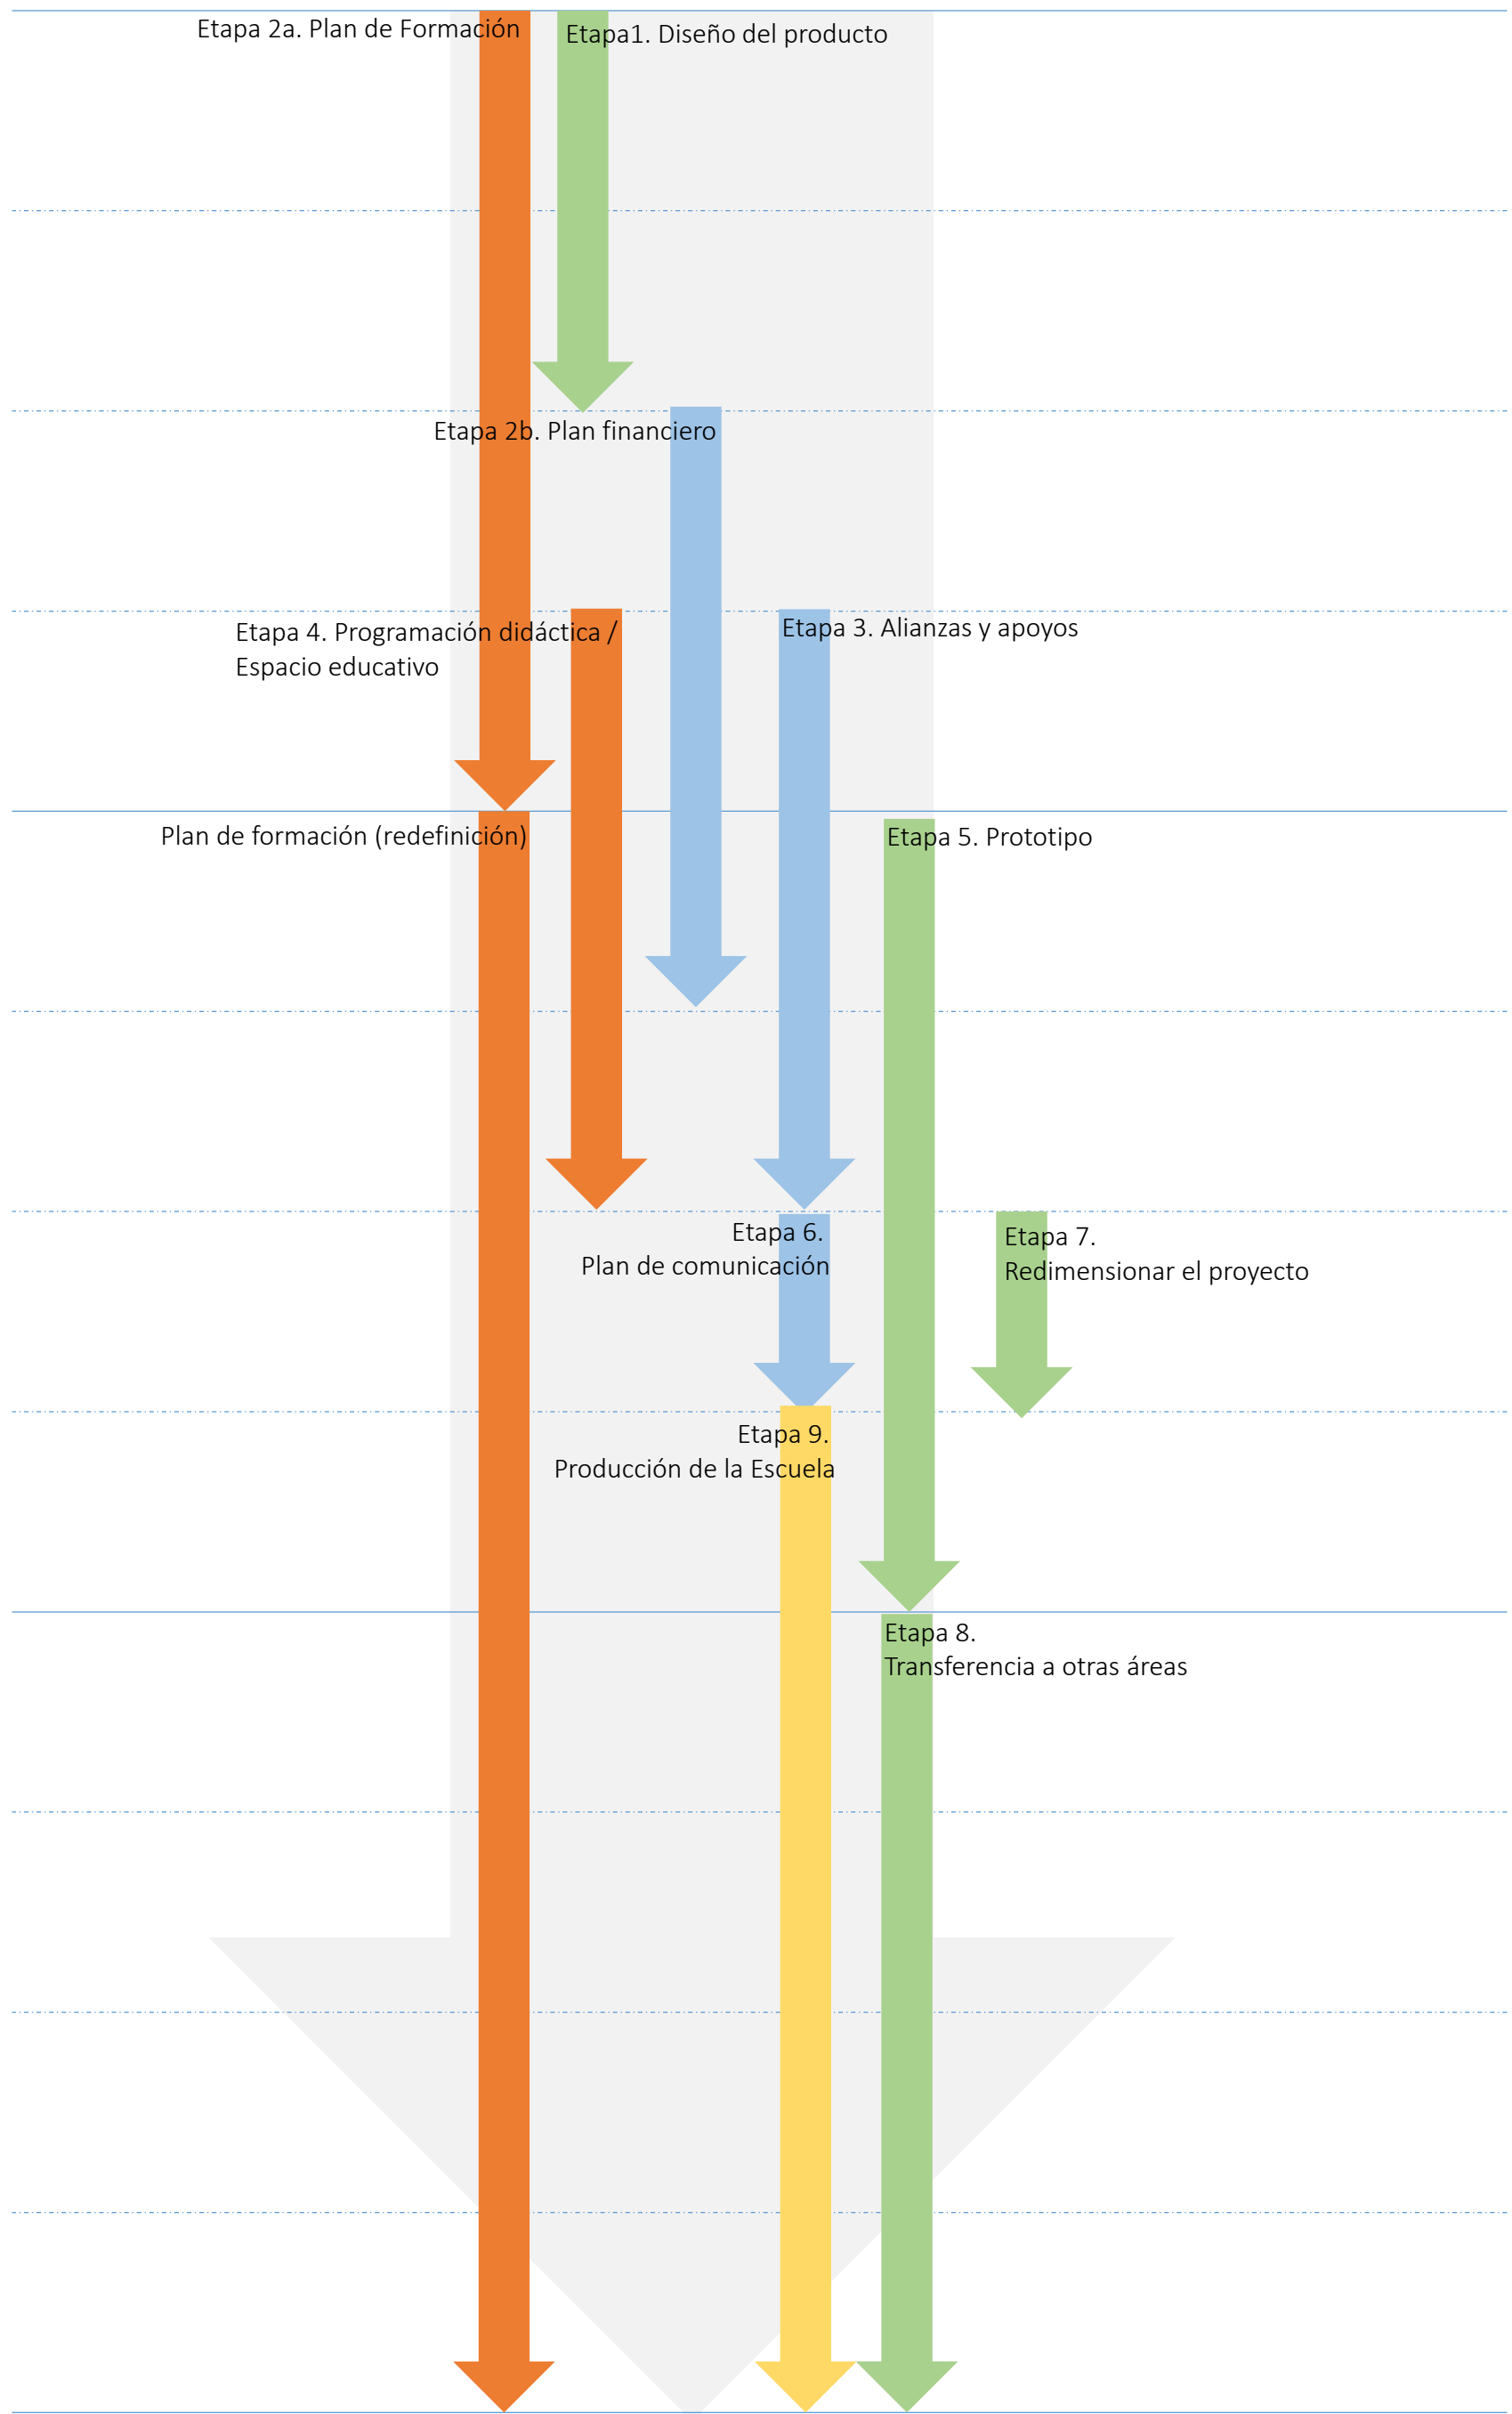 Etapa 2a. Plan de Formación
Etapa1. Diseño del producto
Etapa 2b. Plan financiero
Etapa 4. Programación didáctica /
Espacio educativo
Etapa 3. Alianzas y apoyos
Plan de formación (redefinición)
Etapa 5. Prototipo
Etapa 6.
Plan de comunicación
Etapa 7.
Redimensionar el proyecto
Etapa 9.
Producción de la Escuela
Etapa 8.
Transferencia a otras áreas